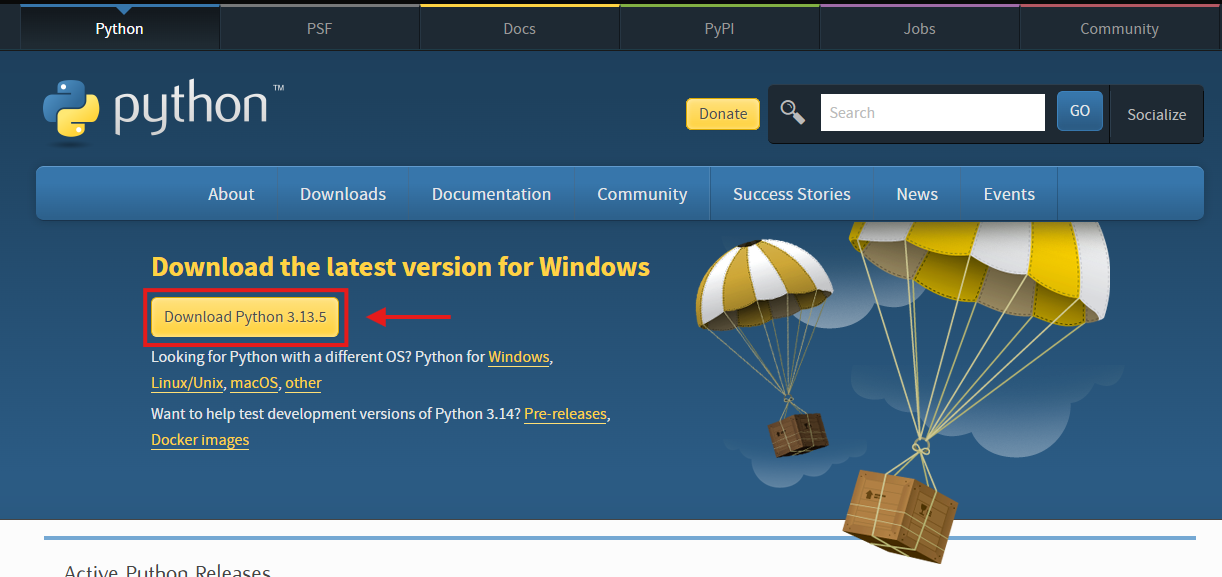 Python
PSF
Docs
PyPI
Jobs
Community
python™
Donate
Search
GO
Socialize
About
Downloads
Documentation
Community
Success Stories
News
Events
Download the latest version for Windows
Download Python 3.13.5
Looking for Python with a different OS? Python for Windows,
Linux/Unix, macOS, other
Want to help test development versions of Python 3.14? Pre-releases,
Docker images
Active Python Releases